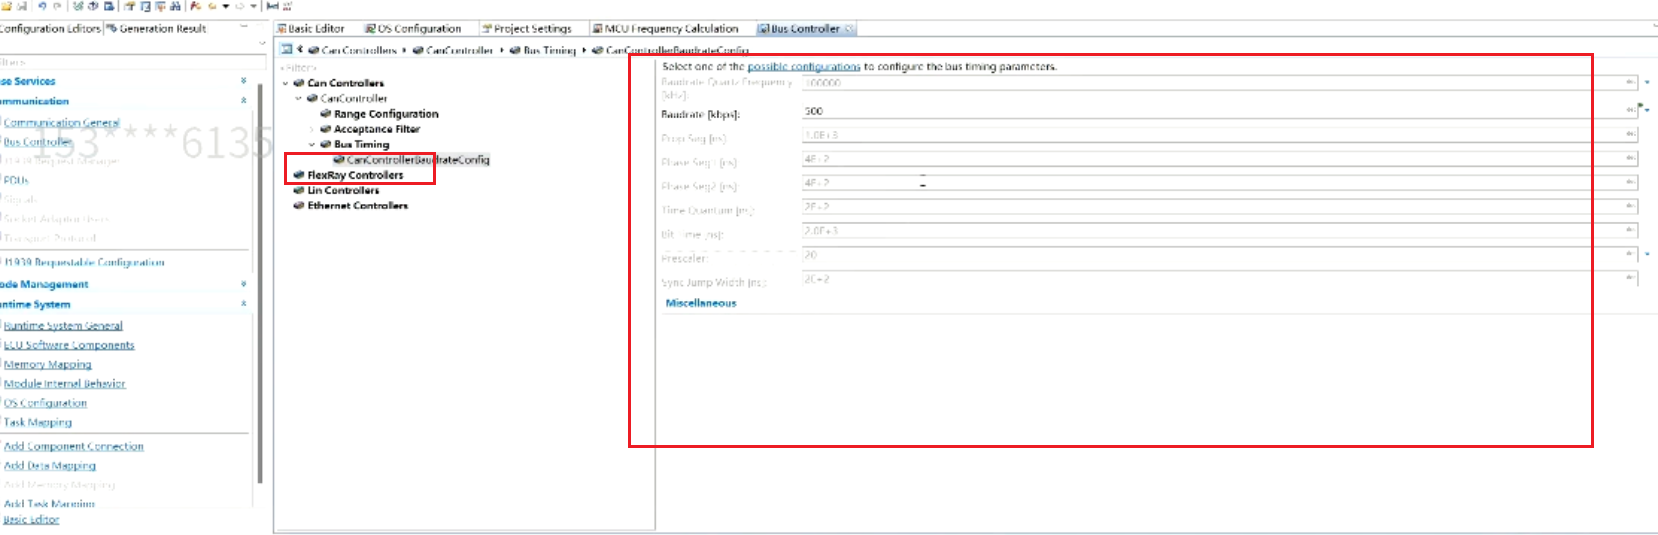 Configuration Editors
Generation Result
Basic Editor
OS Configuration
Project Settings
MCU Frequency Calculation
Bus Controller
Can Controllers
CanController
Bus Timing
CanControllerBaudrateConfig
se Services
mmunication
Communication General
Bus Controller
J1939 Request Manager
PDUs
Signals
Socket Adaptor Users
Transport Protocol
J1939 Requestable Configuration
ode Management
ntime System
Runtime System General
ECU Software Components
Memory Mapping
Module Internal Behavior
OS Configuration
Task Mapping
Add Component Connection
Add Data Mapping
Add Memory Mapping
Add Task Mapping
Basic Editor
153****6135
<Filter>
Can Controllers
CanController
Range Configuration
Acceptance Filter
Bus Timing
CanControllerBaudrateConfig
FlexRay Controllers
Lin Controllers
Ethernet Controllers
Select one of the possible configurations to configure the bus timing parameters.
Baudrate Quartz Frequency [kHz]: 100000
Baudrate [kbps]: 500
Prop Seg [ns]: 1.0E+3
Phase Seg1 [ns]: 4E+2
Phase Seg2 [ns]: 4E+2
Time Quantum [ns]: 2E+2
Bit Time [ns]: 2.0E+3
Prescaler: 20
Sync Jump Width [ns]: 2E+2
Miscellaneous